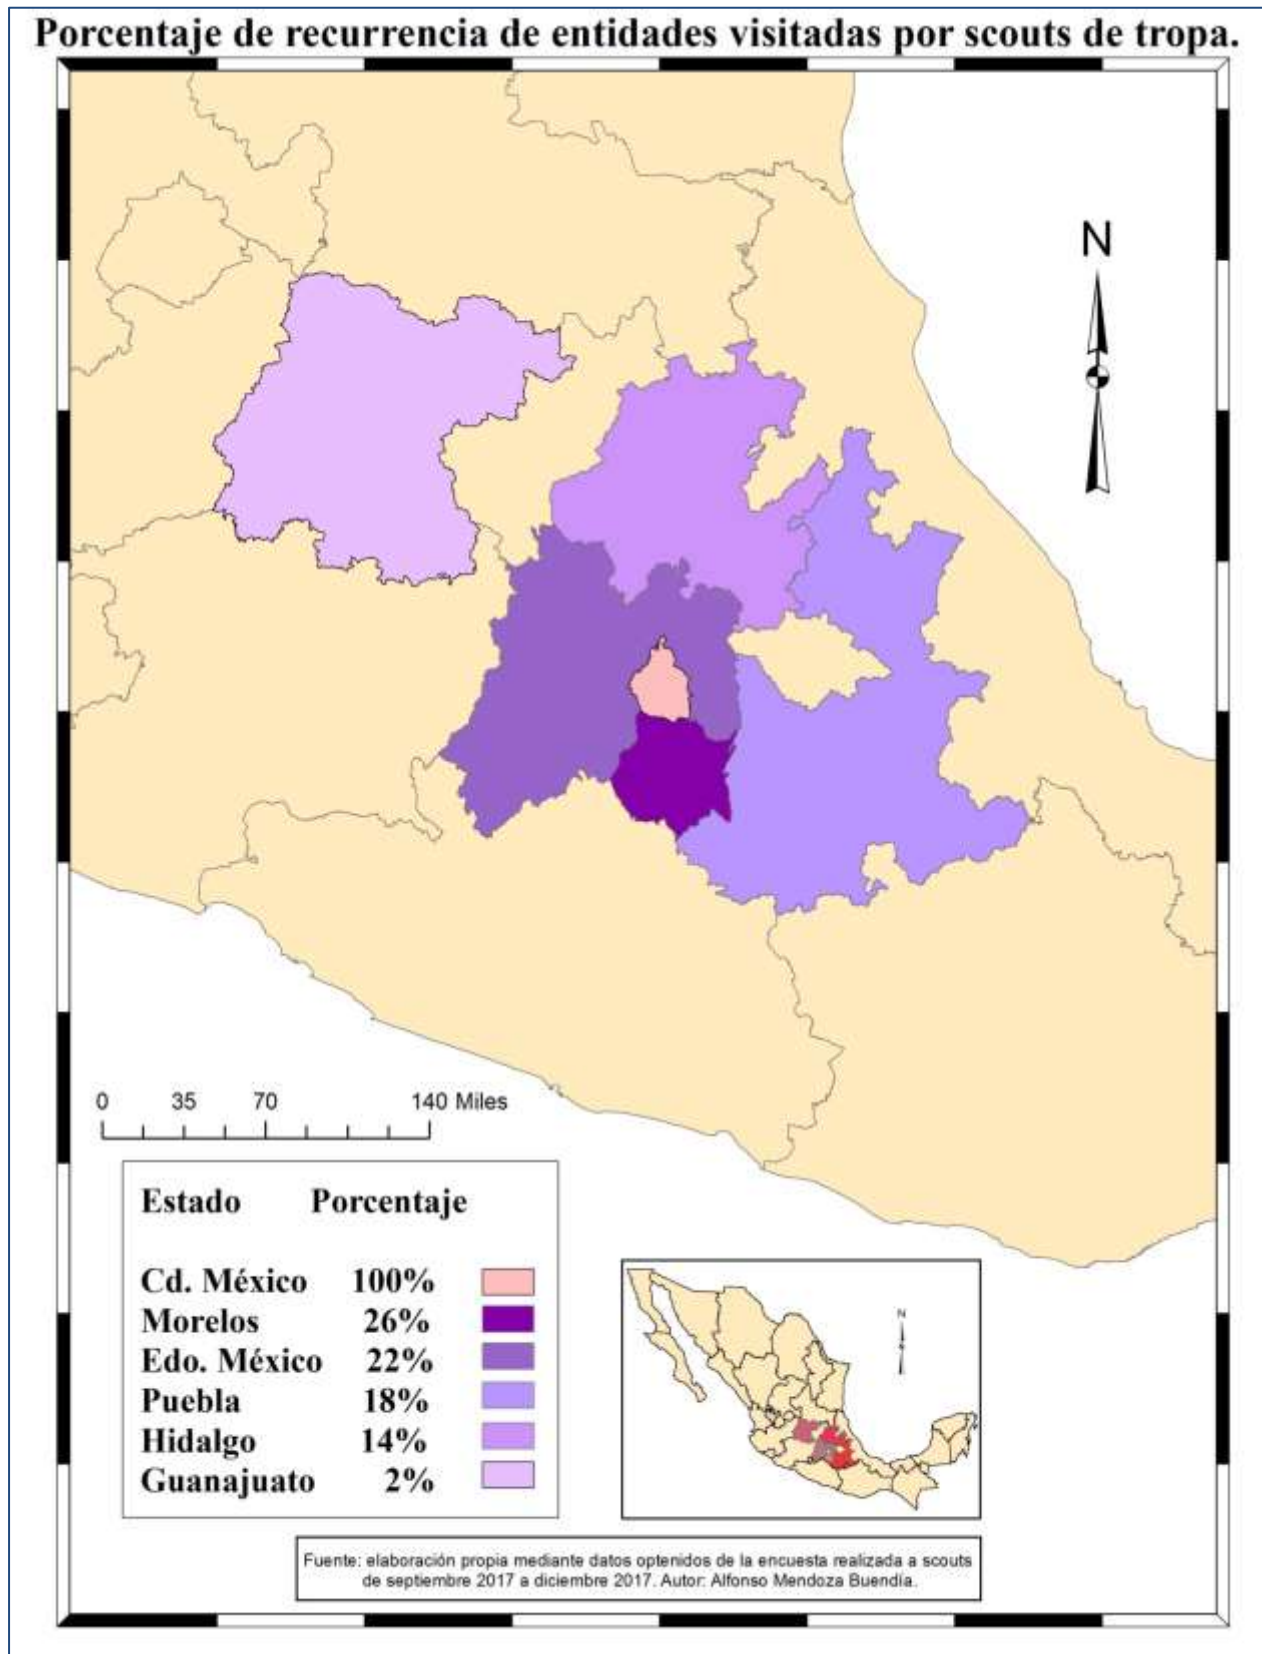 Porcentaje de recurrencia de entidades visitadas por scouts de tropa.
N
0 35 70 140 Miles
Estado Porcentaje
Cd. México 100%
Morelos 26%
Edo. México 22%
Puebla 18%
Hidalgo 14%
Guanajuato 2%
N
Fuente: elaboración propia mediante datos optenidos de la encuesta realizada a scouts
de septiembre 2017 a diciembre 2017. Autor: Alfonso Mendoza Buendía.